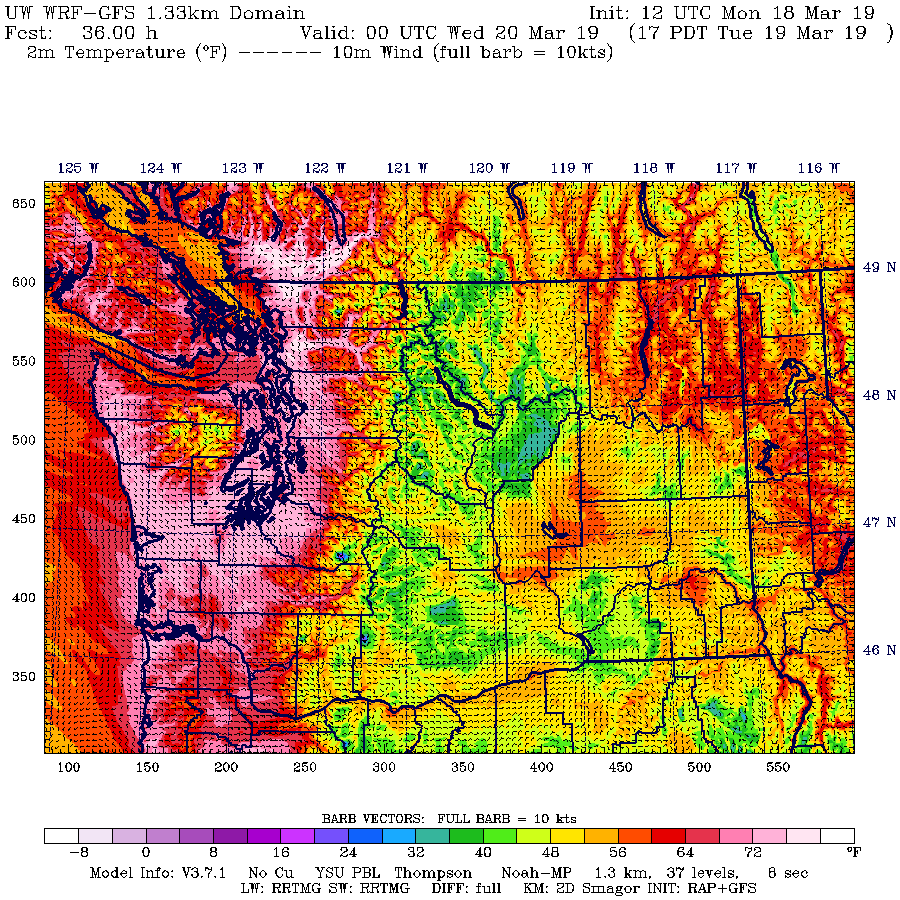 UW WRF-GFS 1.33km Domain Init: 12 UTC Mon 18 Mar 19
Fcst: 36.00 h Valid: 00 UTC Wed 20 Mar 19 (17 PDT Tue 19 Mar 19 )
2m Temperature (°F) ------ 10m Wind (full barb = 10kts)
125 W 124 W 123 W 122 W 121 W 120 W 119 W 118 W 117 W 116 W
650
49 N
600
550
48 N
500
47 N
450
400
46 N
350
100 150 200 250 300 350 400 450 500 550
BARB VECTORS: FULL BARB = 10 kts
-8 0 8 16 24 32 40 48 56 64 72 °F
Model Info: V3.7.1 No Cu YSU PBL Thompson Noah-MP 1.3 km, 37 levels, 8 sec
LW: RRTMG SW: RRTMG DIFF: full KM: 2D Smagor INIT: RAP+GFS